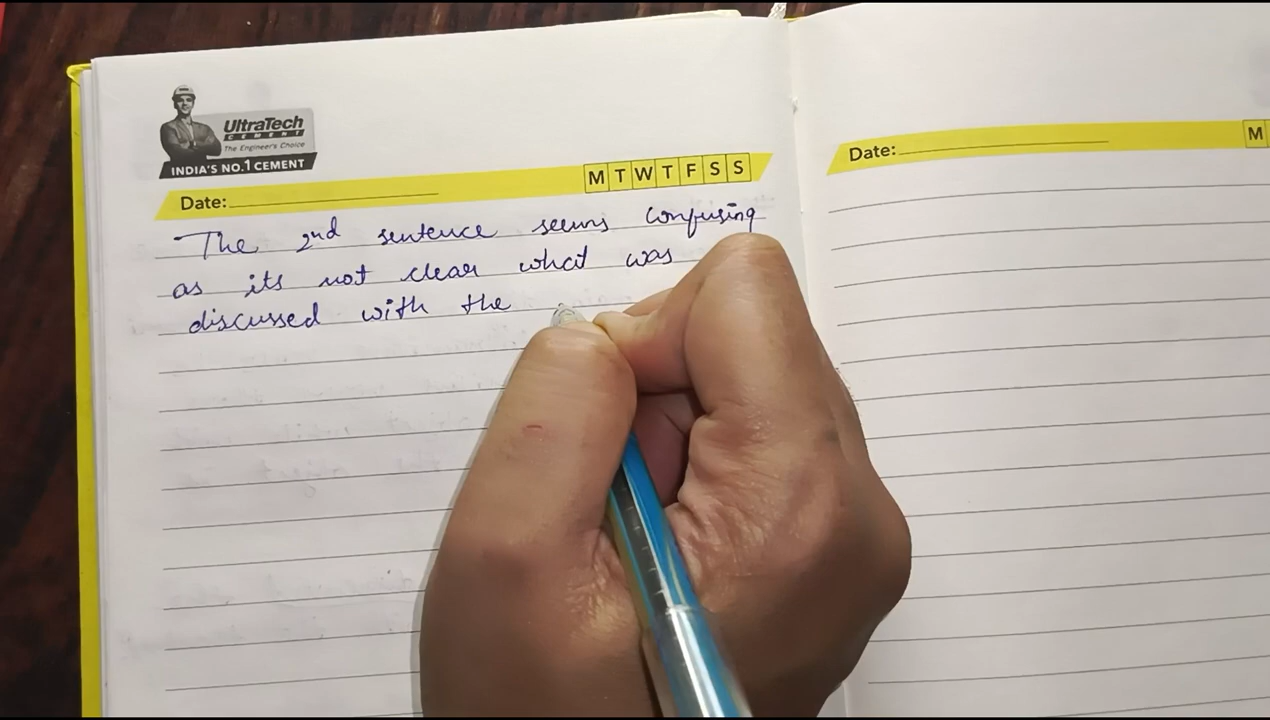 UltraTech
CEMENT
The Engineer's Choice
INDIA'S NO.1 CEMENT
Date:
M T W T F S S
The 2nd sentence seems confusing
as its not clear what was
discussed with the
Date:
M